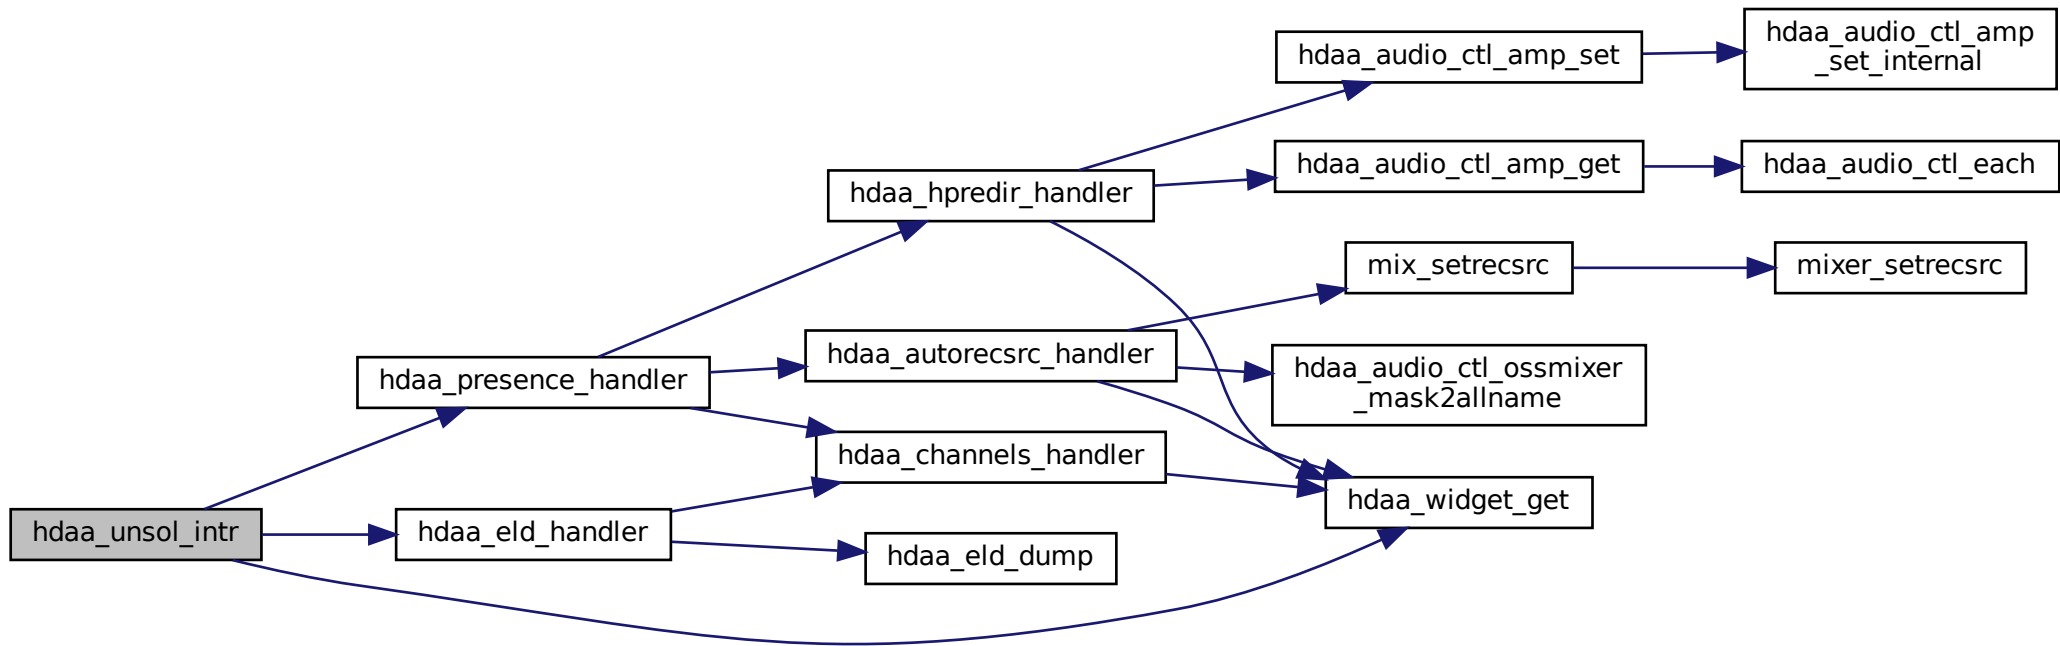 hdaa_audio_ctl_amp
_set_internal
hdaa_audio_ctl_amp_set
hdaa_audio_ctl_amp_get
hdaa_audio_ctl_each
hdaa_hpredir_handler
mix_setrecsrc
mixer_setrecsrc
hdaa_autorecsrc_handler
hdaa_audio_ctl_ossmixer
_mask2allname
hdaa_presence_handler
hdaa_channels_handler
hdaa_widget_get
hdaa_unsol_intr
hdaa_eld_handler
hdaa_eld_dump